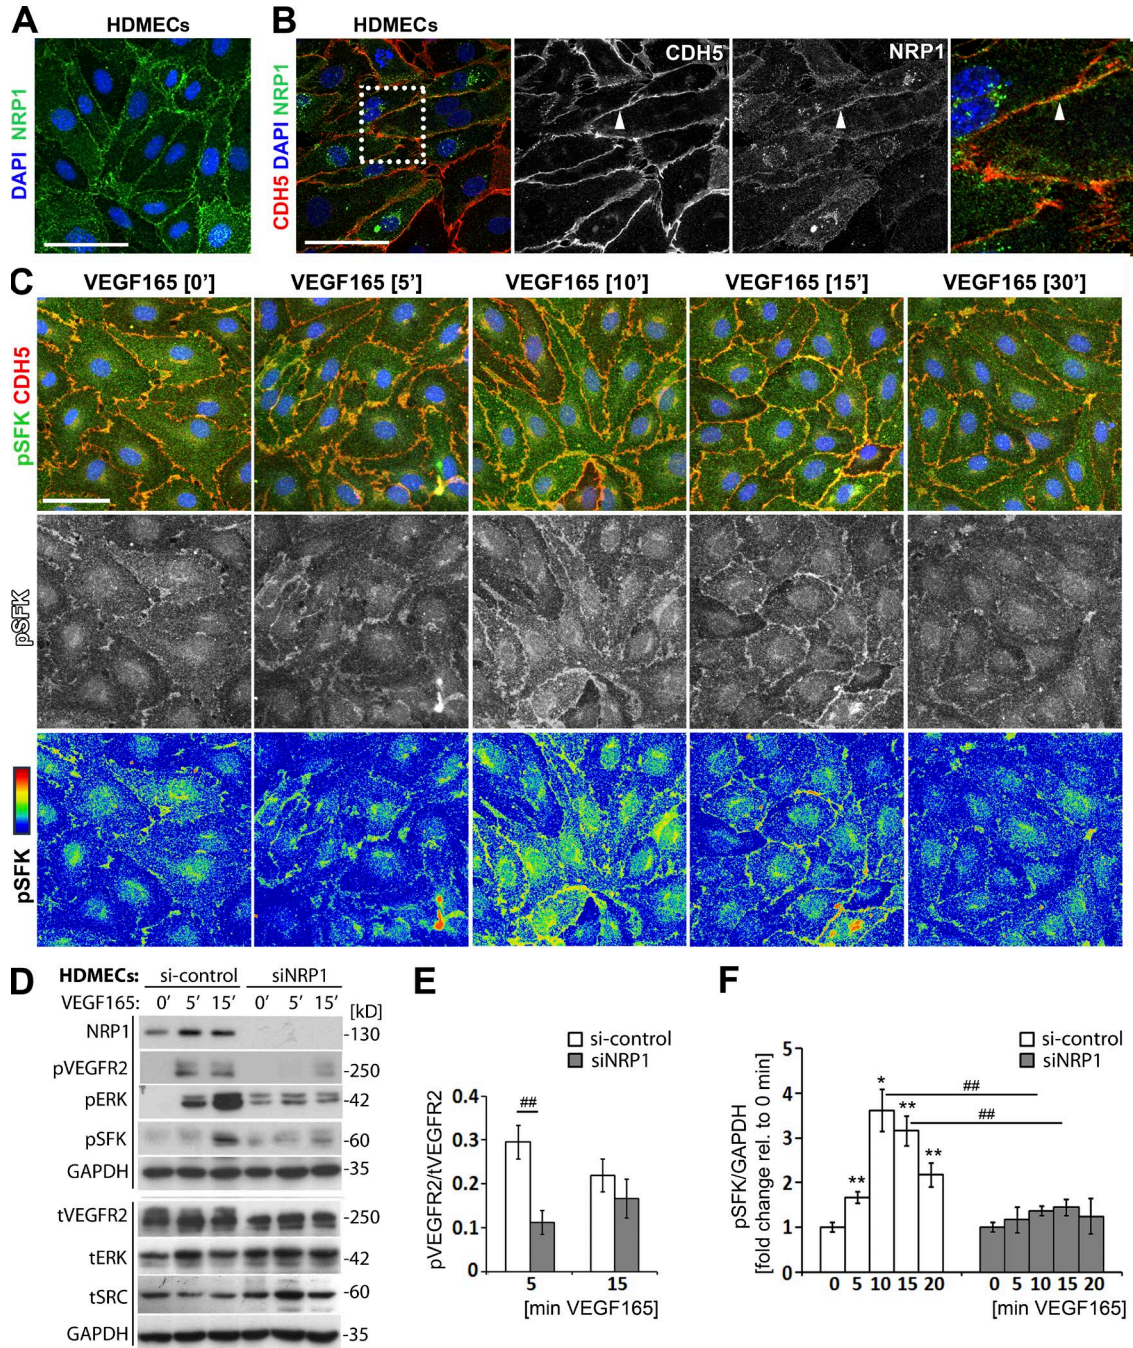 A
HDMECs
DAPI NRP1
B
HDMECs
CDH5 DAPI NRP1
CDH5
NRP1
C
VEGF165 [0’]
VEGF165 [5’]
VEGF165 [10’]
VEGF165 [15’]
VEGF165 [30’]
pSFK CDH5
pSFK
pSFK
D
HDMECs: si-control siNRP1
VEGF165: 0’ 5’ 15’ 0’ 5’ 15’ [kD]
NRP1 -130
pVEGFR2 -250
pERK -42
pSFK -60
GAPDH -35
tVEGFR2 -250
tERK -42
tSRC -60
GAPDH -35
E
si-control
siNRP1
pVEGFR2/tVEGFR2
0.4
0.3
0.2
0.1
0
##
5 15
[min VEGF165]
F
si-control
siNRP1
pSFK/GAPDH
[fold change rel. to 0 min]
5
4
3
2
1
0
##
##
*
**
**
**
0 5 10 15 20 0 5 10 15 20
[min VEGF165]